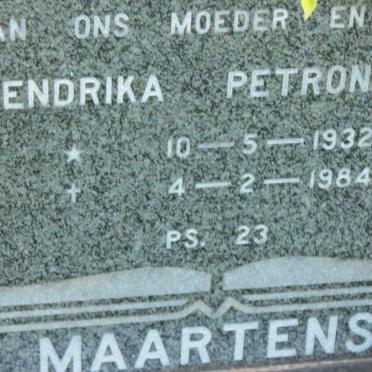 AN ONS MOEDER EN
ENDRIKA PETRON
★ 10 — 5 — 1932
✝ 4 — 2 — 1984
PS. 23
MAARTENS